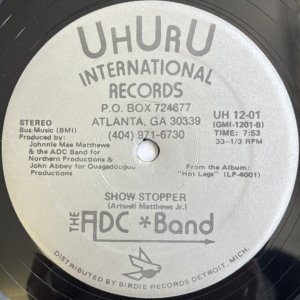 UHURU
INTERNATIONAL
RECORDS
P.O. BOX 724677
ATLANTA, GA 30339
(404) 971-6730
STEREO
Bus Music (BMI)
Produced by:
Johnnie Mae Matthews
& the ADC Band for
Northern Productions &
John Abbey for Ouagadougou
Productions
UH 12-01
(GMI-1201-B)
TIME: 7:53
33-1/3 RPM
From the Album:
"Hot Legs" (LP-4001)
SHOW STOPPER
(Artwell Matthews Jr.)
THE ADC * Band
DISTRIBUTED BY BIRDIE RECORDS DETROIT, MICH.